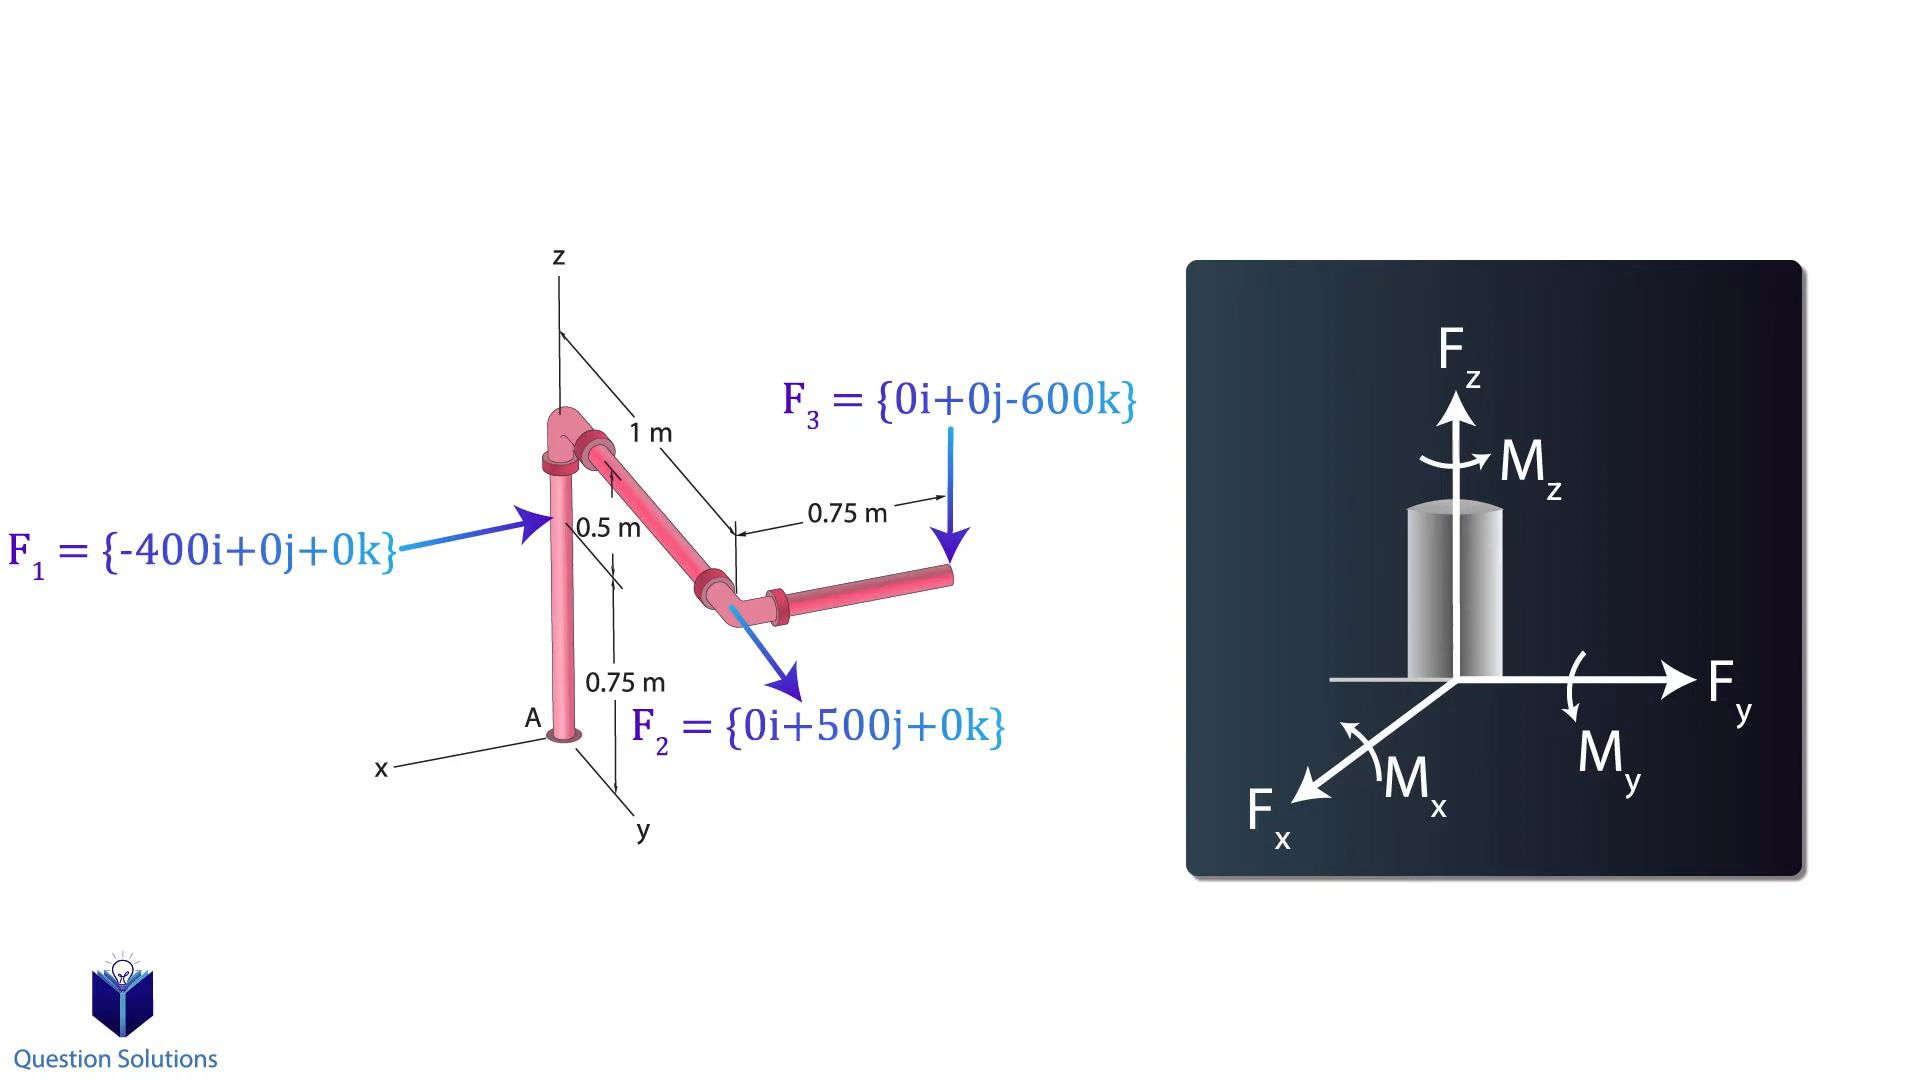 z
1 m
F3 = {0i+0j-600k}
0.75 m
0.5 m
F1 = {-400i+0j+0k}
0.75 m
A
F2 = {0i+500j+0k}
x
y
Fz
Mz
Fy
My
Mx
Fx
Question Solutions